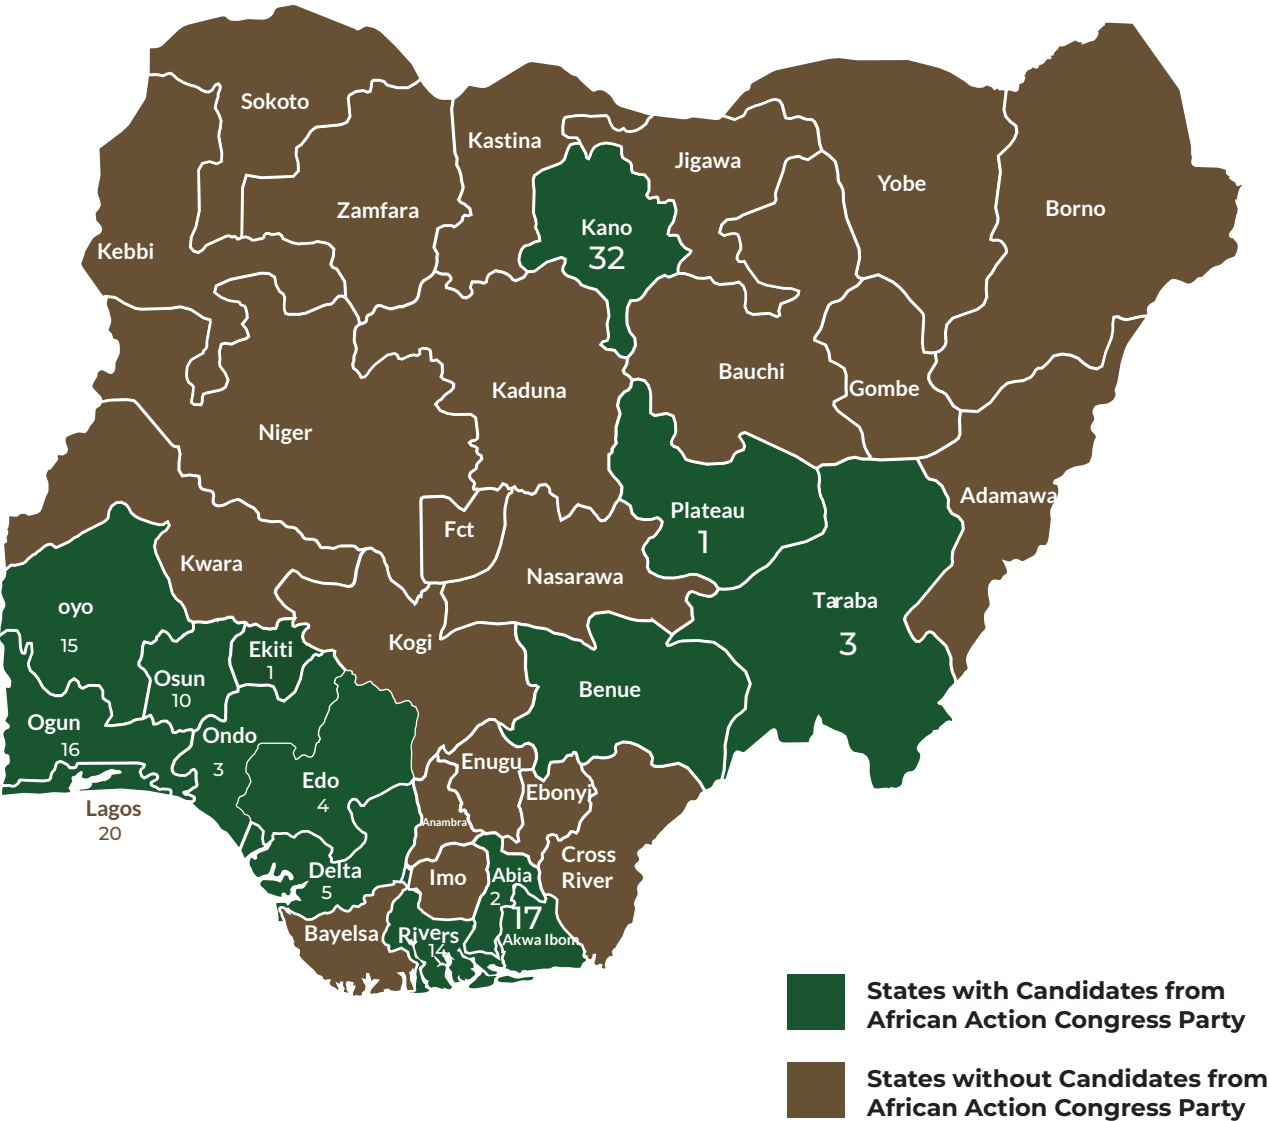 Sokoto
Kastina
Jigawa
Yobe
Borno
Zamfara
Kano
32
Kebbi
Bauchi
Gombe
Kaduna
Niger
Adamawa
Plateau
1
Fct
Kwara
Nasarawa
Taraba
3
oyo
15
Kogi
Ekiti
1
Osun
10
Benue
Ogun
16
Ondo
3
Enugu
Edo
4
Ebonyi
Lagos
20
Anambra
Cross
River
Delta
5
Imo
Abia
2
17
Akwa Ibom
Bayelsa
Rivers
14
States with Candidates from
African Action Congress Party
States without Candidates from
African Action Congress Party